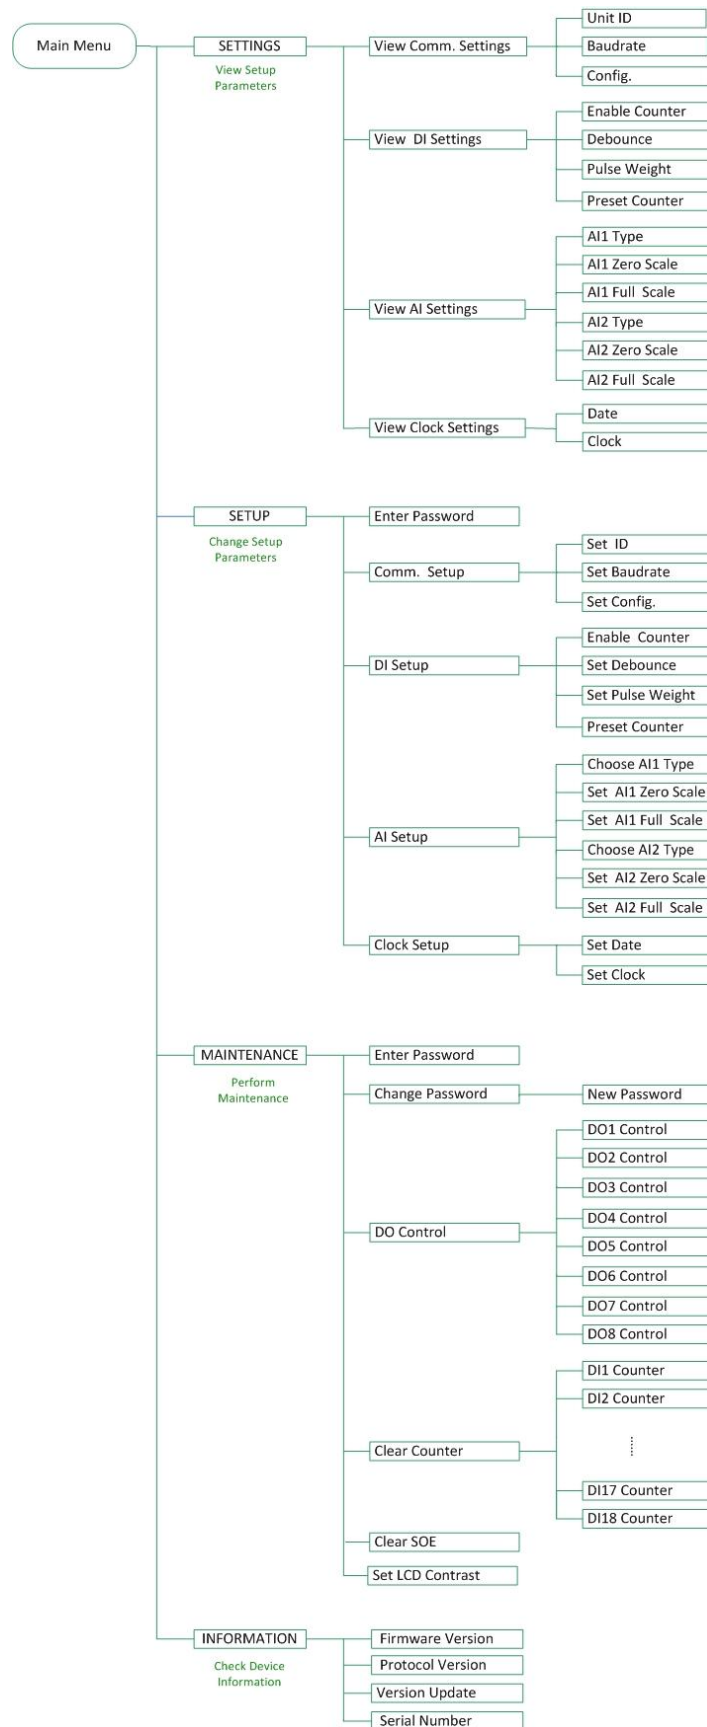 Main Menu
SETTINGS
View Setup
Parameters
View Comm. Settings
Unit ID
Baudrate
Config.
View DI Settings
Enable Counter
Debounce
Pulse Weight
Preset Counter
View AI Settings
AI1 Type
AI1 Zero Scale
AI1 Full Scale
AI2 Type
AI2 Zero Scale
AI2 Full Scale
View Clock Settings
Date
Clock
SETUP
Change Setup
Parameters
Enter Password
Comm. Setup
Set ID
Set Baudrate
Set Config.
DI Setup
Enable Counter
Set Debounce
Set Pulse Weight
Preset Counter
AI Setup
Choose AI1 Type
Set AI1 Zero Scale
Set AI1 Full Scale
Choose AI2 Type
Set AI2 Zero Scale
Set AI2 Full Scale
Clock Setup
Set Date
Set Clock
MAINTENANCE
Perform
Maintenance
Enter Password
Change Password
New Password
DO Control
DO1 Control
DO2 Control
DO3 Control
DO4 Control
DO5 Control
DO6 Control
DO7 Control
DO8 Control
Clear Counter
DI1 Counter
DI2 Counter
DI17 Counter
DI18 Counter
Clear SOE
Set LCD Contrast
INFORMATION
Check Device
Information
Firmware Version
Protocol Version
Version Update
Serial Number